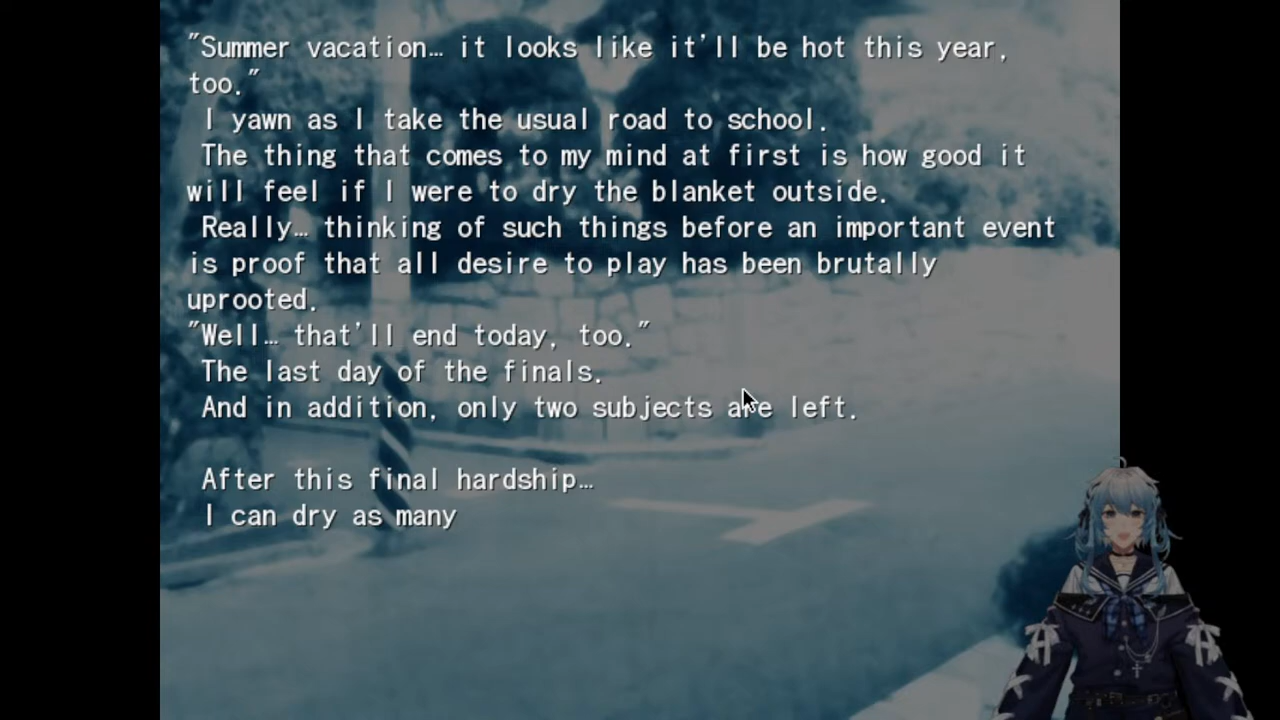 "Summer vacation… it looks like it'll be hot this year,
too."
I yawn as I take the usual road to school.
The thing that comes to my mind at first is how good it
will feel if I were to dry the blanket outside.
Really… thinking of such things before an important event
is proof that all desire to play has been brutally
uprooted.
"Well… that'll end today, too."
The last day of the finals.
And in addition, only two subjects are left.
After this final hardship…
I can dry as many